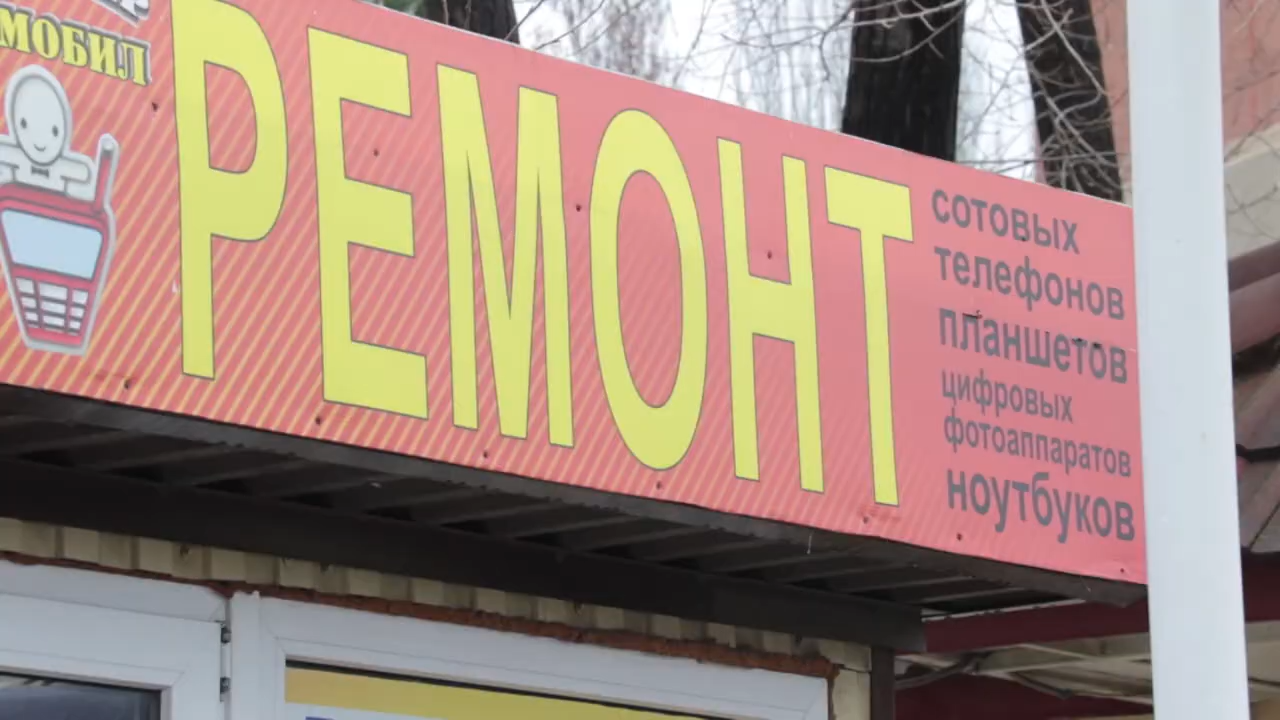 МОБИЛ
РЕМОНТ
сотовых
телефонов
планшетов
цифровых
фотоаппаратов
ноутбуков